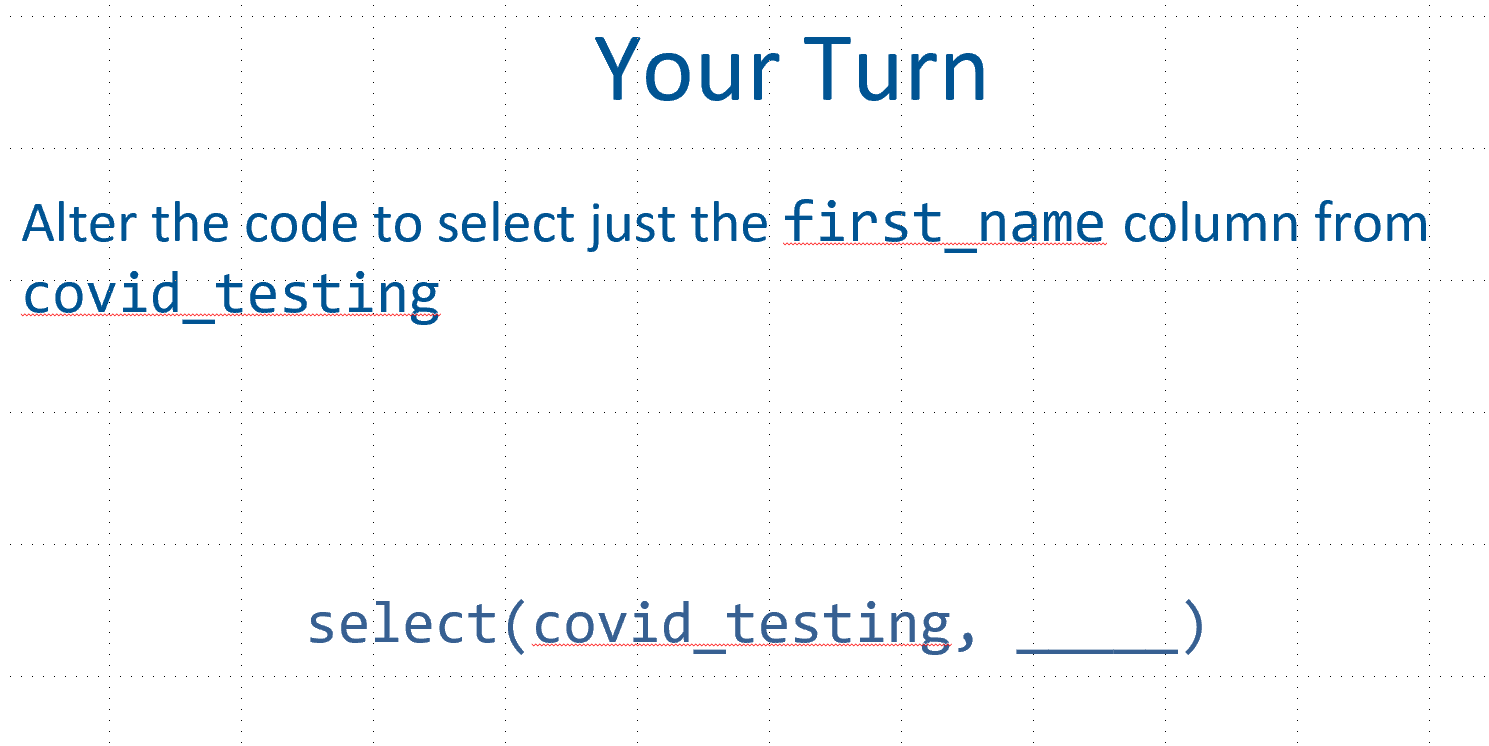 Your Turn
Alter the code to select just the first_name column from
covid_testing
select(covid_testing, _____)